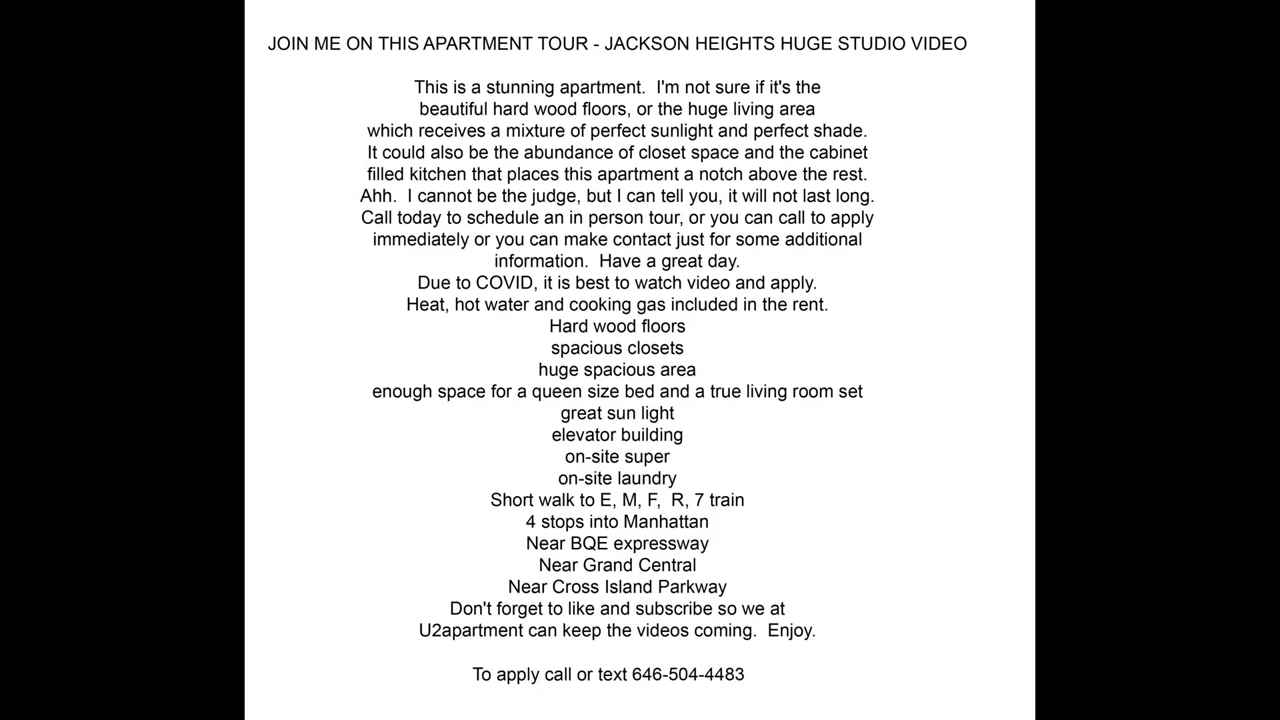 JOIN ME ON THIS APARTMENT TOUR - JACKSON HEIGHTS HUGE STUDIO VIDEO
This is a stunning apartment.  I'm not sure if it's the
beautiful hard wood floors, or the huge living area
which receives a mixture of perfect sunlight and perfect shade.
It could also be the abundance of closet space and the cabinet
filled kitchen that places this apartment a notch above the rest.
Ahh.  I cannot be the judge, but I can tell you, it will not last long.
Call today to schedule an in person tour, or you can call to apply
immediately or you can make contact just for some additional
information.  Have a great day.
Due to COVID, it is best to watch video and apply.
Heat, hot water and cooking gas included in the rent.
Hard wood floors
spacious closets
huge spacious area
enough space for a queen size bed and a true living room set
great sun light
elevator building
on-site super
on-site laundry
Short walk to E, M, F,  R, 7 train
4 stops into Manhattan
Near BQE expressway
Near Grand Central
Near Cross Island Parkway
Don't forget to like and subscribe so we at
U2apartment can keep the videos coming.  Enjoy.
To apply call or text 646-504-4483